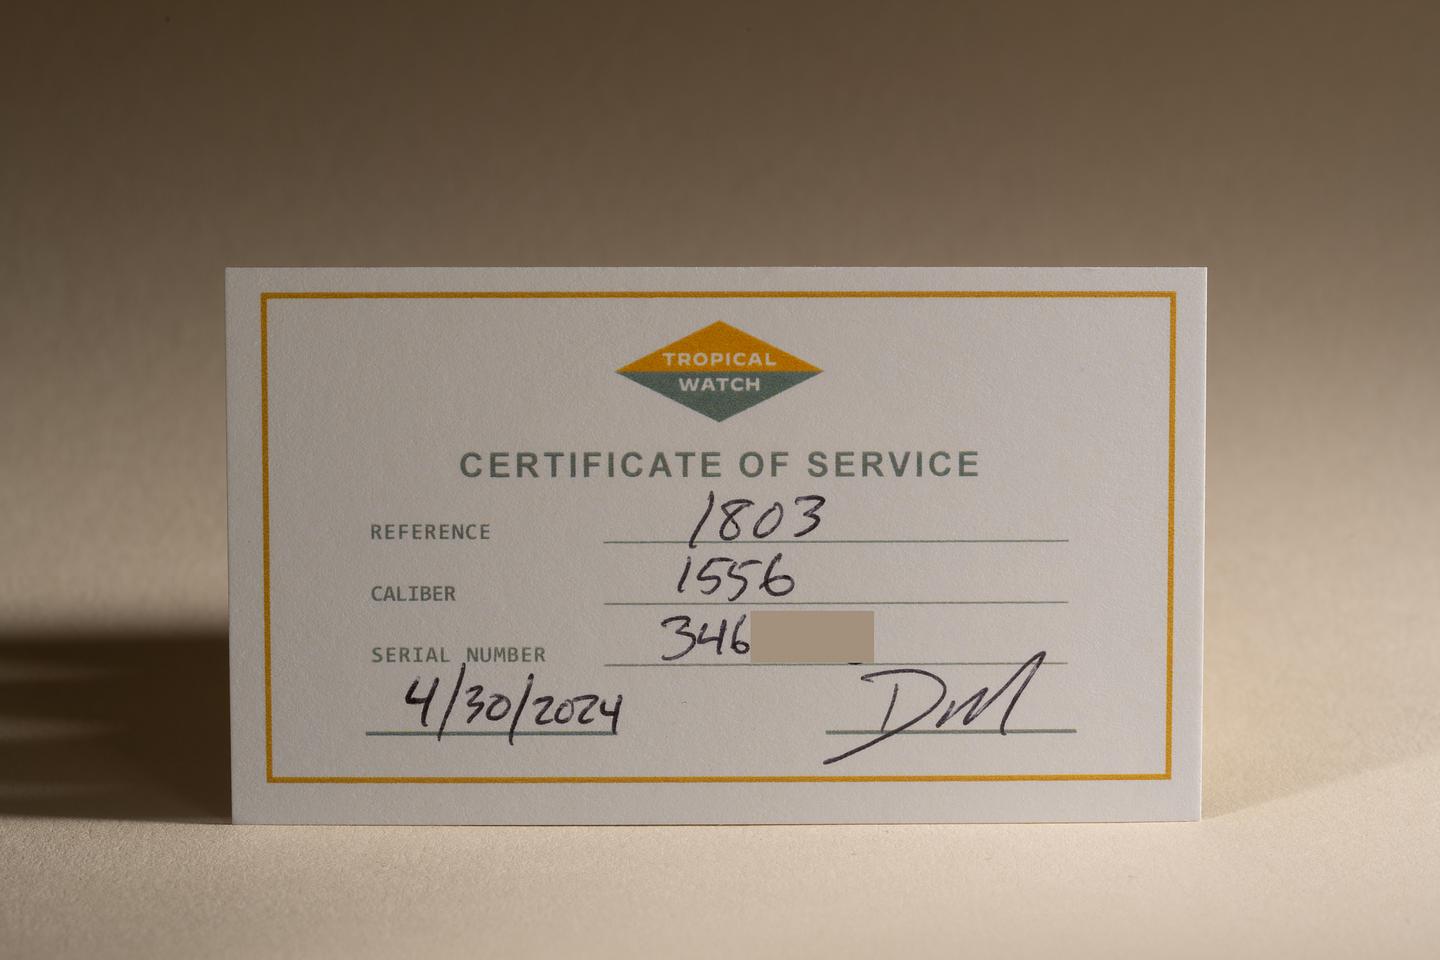 TROPICAL
WATCH
CERTIFICATE OF SERVICE
REFERENCE 1803
CALIBER 1556
SERIAL NUMBER 346
4/30/2024